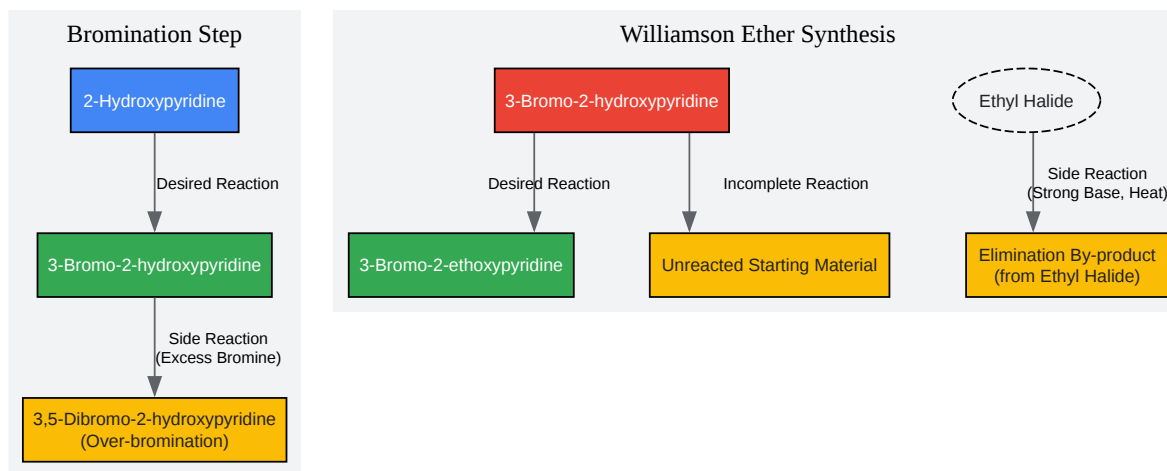 Bromination Step
2-Hydroxypyridine
Desired Reaction
3-Bromo-2-hydroxypyridine
Side Reaction
(Excess Bromine)
3,5-Dibromo-2-hydroxypyridine
(Over-bromination)
Williamson Ether Synthesis
3-Bromo-2-hydroxypyridine
Ethyl Halide
Desired Reaction
Incomplete Reaction
Side Reaction
(Strong Base, Heat)
3-Bromo-2-ethoxypyridine
Unreacted Starting Material
Elimination By-product
(from Ethyl Halide)